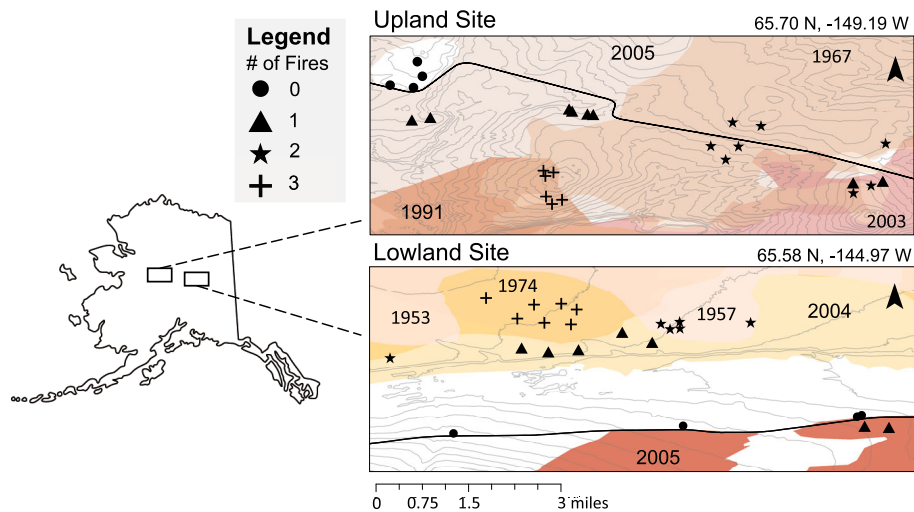 Legend
# of Fires
0
1
2
3
Upland Site
65.70 N, -149.19 W
2005
1967
1991
2003
Lowland Site
65.58 N, -144.97 W
1974
1953
1957
2004
2005
0 0.75 1.5 3 miles